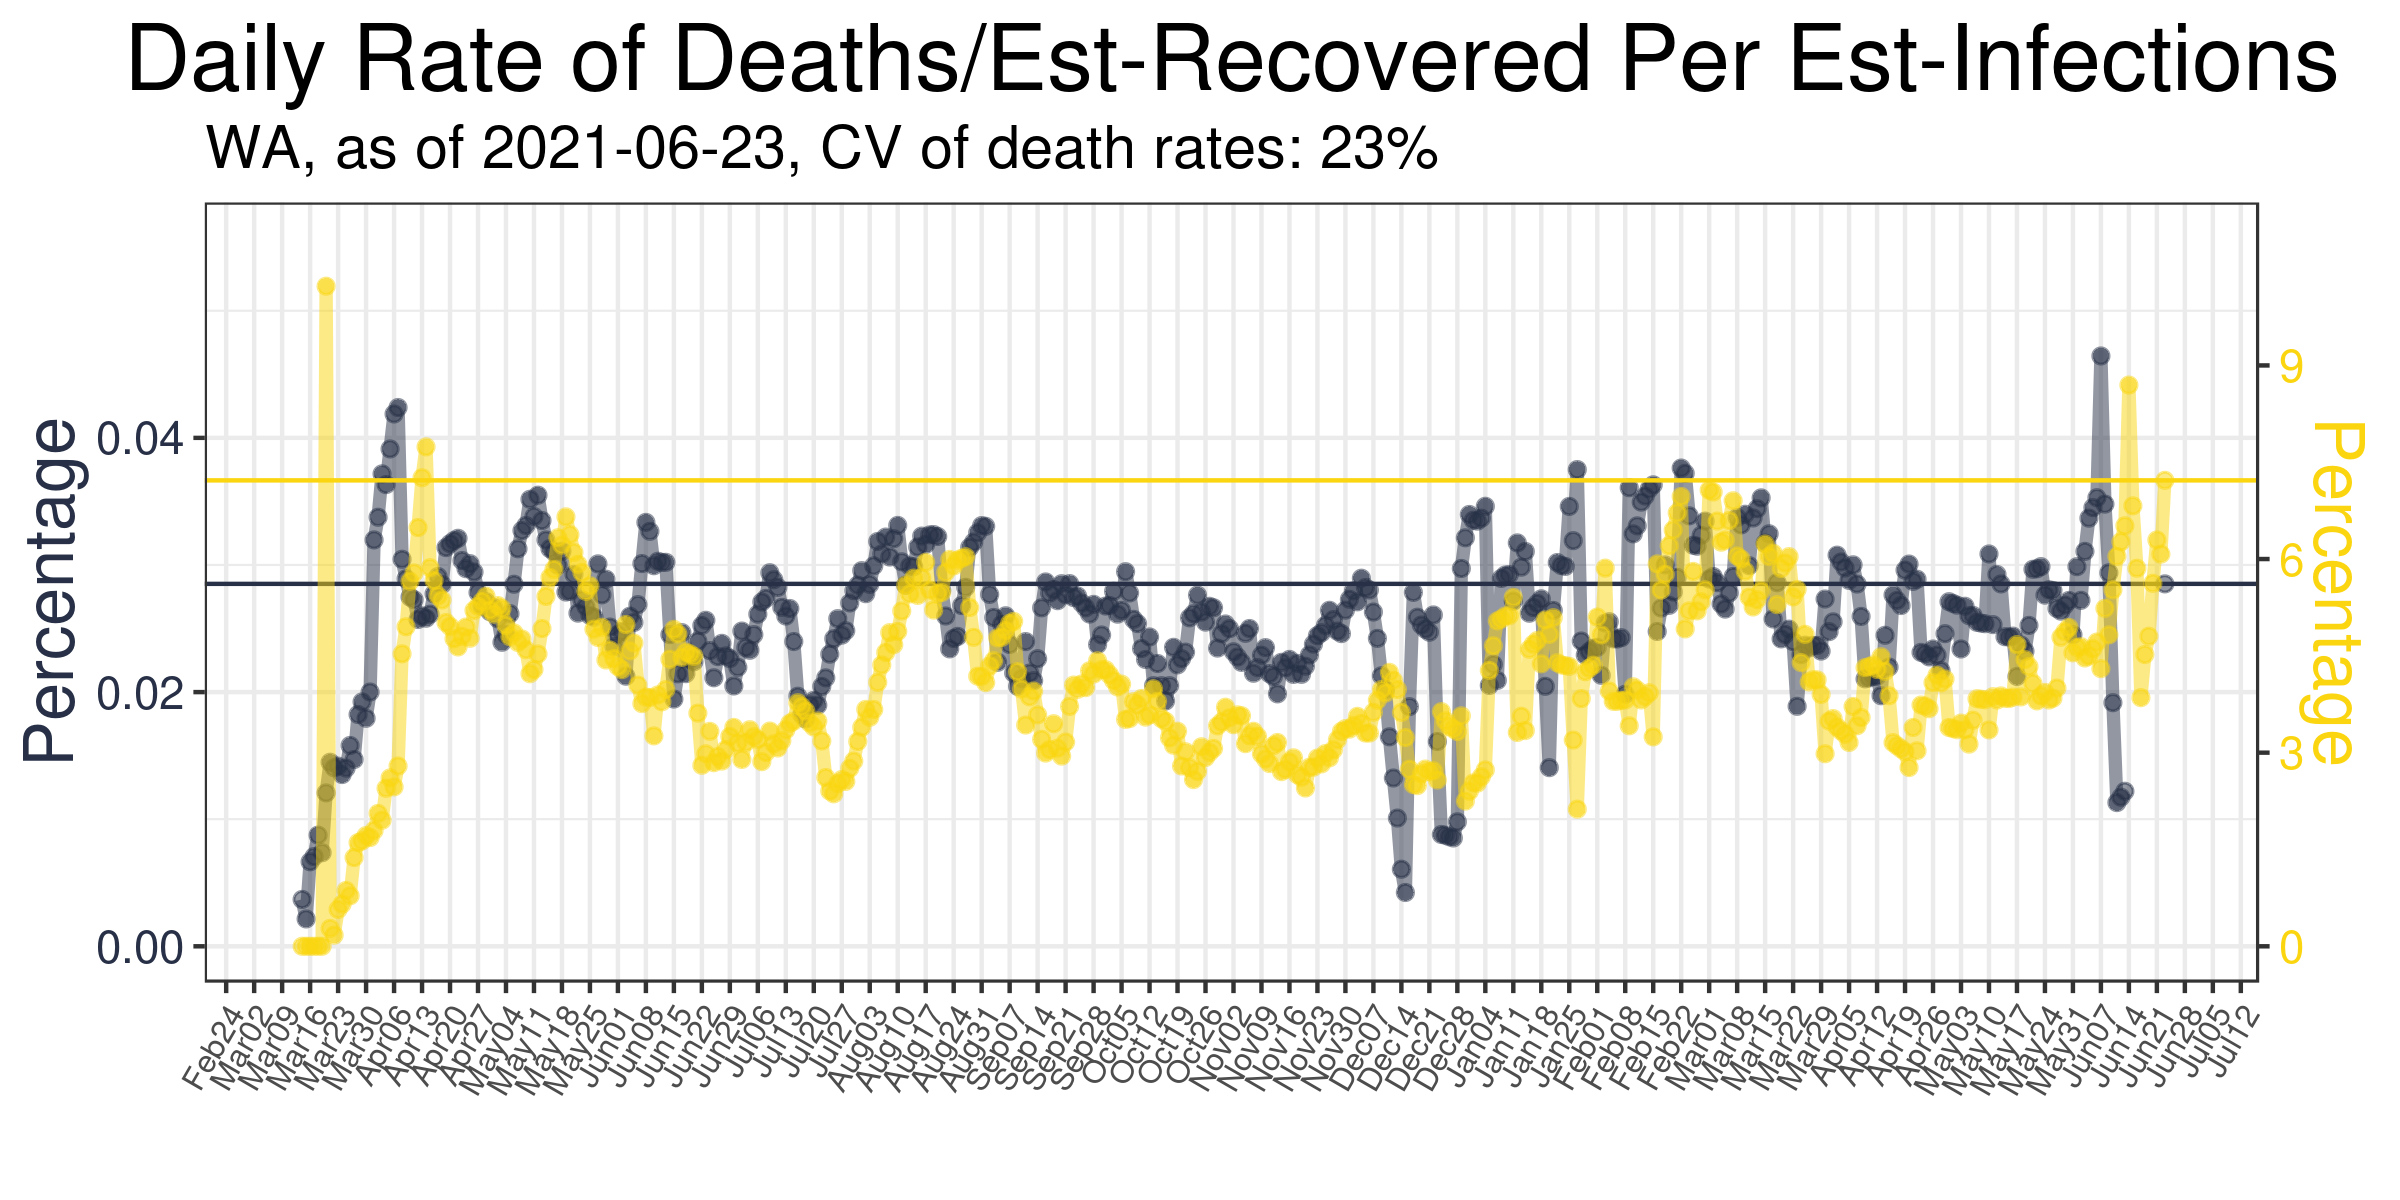 Daily Rate of Deaths/Est-Recovered Per Est-Infections
WA, as of 2021-06-23, CV of death rates: 23%
Percentage
0.04
0.02
0.00
9
6
3
0
Percentage
Feb24
Mar02
Mar09
Mar16
Mar23
Mar30
Apr06
Apr13
Apr20
Apr27
May04
May11
May18
May25
Jun01
Jun08
Jun15
Jun22
Jun29
Jul06
Jul13
Jul20
Jul27
Aug03
Aug10
Aug17
Aug24
Aug31
Sep07
Sep14
Sep21
Sep28
Oct05
Oct12
Oct19
Oct26
Nov02
Nov09
Nov16
Nov23
Nov30
Dec07
Dec14
Dec21
Dec28
Jan04
Jan11
Jan18
Jan25
Feb01
Feb08
Feb15
Feb22
Mar01
Mar08
Mar15
Mar22
Mar29
Apr05
Apr12
Apr19
Apr26
May03
May10
May17
May24
May31
Jun07
Jun14
Jun21
Jun28
Jul05
Jul12